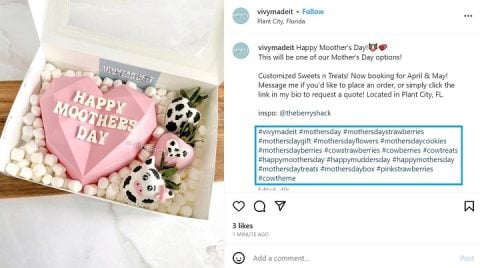 VIVYMADEIT
HAPPY
MOOTHER'S
DAY
vivymadeit • Follow
Plant City, Florida
vivymadeit Happy Moother's Day!
This will be one of our Mother's Day options!
Customized Sweets n Treats! Now booking for April & May!
Message me if you'd like to place an order, or simply click the
link in my bio to request a quote! Located in Plant City, FL.
inspo: @theberryshack
#vivymadeit #mothersday #mothersdaystrawberries
#mothersdaygift #mothersdayflowers #mothersdaycookies
#mothersdayberries #cowstrawberries #cowberries #cowtreats
#happymoothersday #happymuddersday #happymothersday
#mothersdaytreats #mothersdaybox #pinkstrawberries
#cowtheme
3 likes
1 MINUTE AGO
Add a comment...
Post